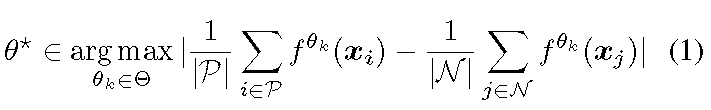 θ⋆ ∈ arg max_{θ_k∈Θ} |1/|𝒫| ∑_{i∈𝒫} f^{θ_k}(𝒙_𝒊) − 1/|𝒩| ∑_{j∈𝒩} f^{θ_k}(𝒙_𝒋)| (1)